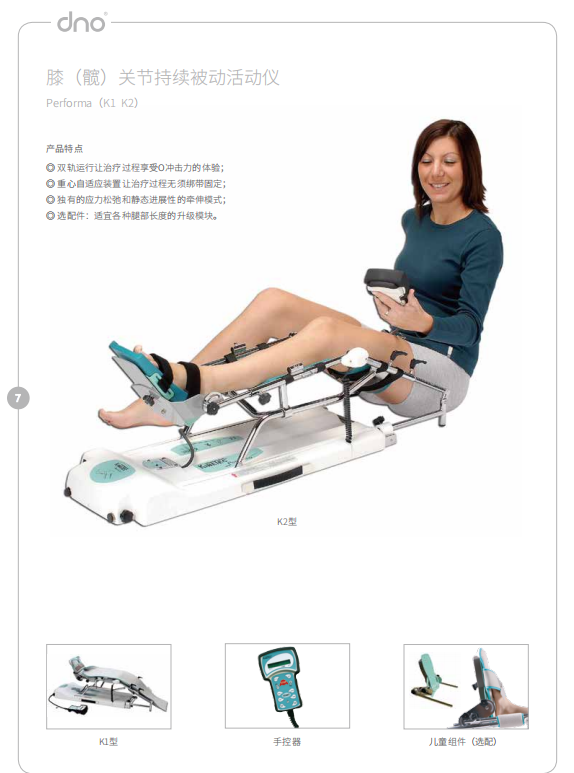 dno
膝（髋）关节持续被动活动仪
Performa（K1 K2）
产品特点
◎ 双轨运行让治疗过程享受O冲击力的体验；
◎ 重心自适应装置让治疗过程无须绑带固定；
◎ 独有的应力松弛和静态进展性的牵伸模式；
◎ 选配件：适宜各种腿部长度的升级模块。
7
K2型
K1型
手控器
儿童组件（选配）